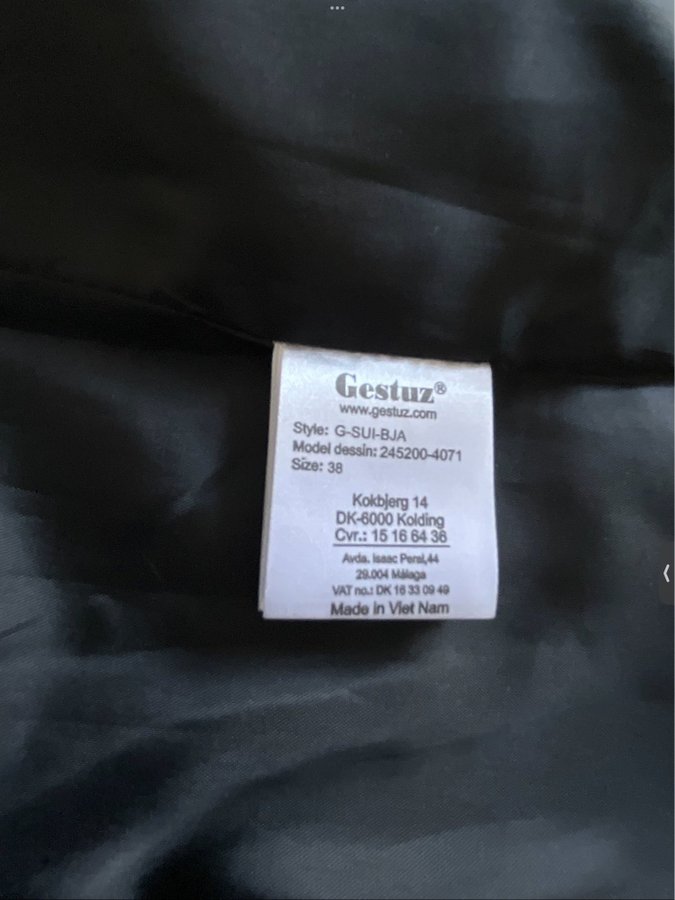 Gestuz®
www.gestuz.com
Style: G-SUI-BJA
Model dessin: 245200-4071
Size: 38
Kokbjerg 14
DK-6000 Kolding
Cvr.: 15 16 64 36
Avda. Isaac Peral,44
29.004 Málaga
VAT no.: DK 16 33 09 49
Made in Viet Nam